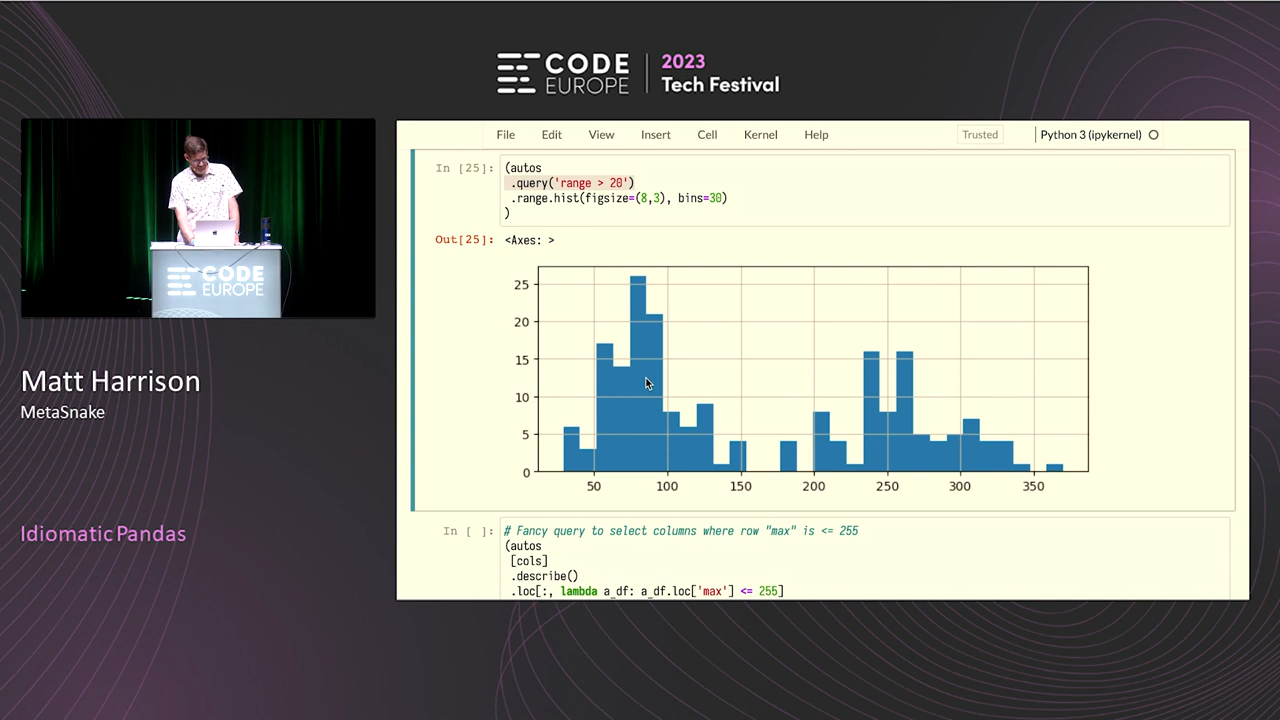 CODE EUROPE | 2023 Tech Festival
File Edit View Insert Cell Kernel Help Trusted Python 3 (ipykernel)
In [25]: (autos
.query('range > 20')
.range.hist(figsize=(8,3), bins=30)
)
Out[25]: <Axes: >
25
20
15
10
5
0
50 100 150 200 250 300 350
In [ ]: # Fancy query to select columns where row "max" is <= 255
(autos
[cols]
.describe()
.loc[:, lambda a_df: a_df.loc['max'] <= 255]
CODE
EUROPE
Matt Harrison
MetaSnake
Idiomatic Pandas